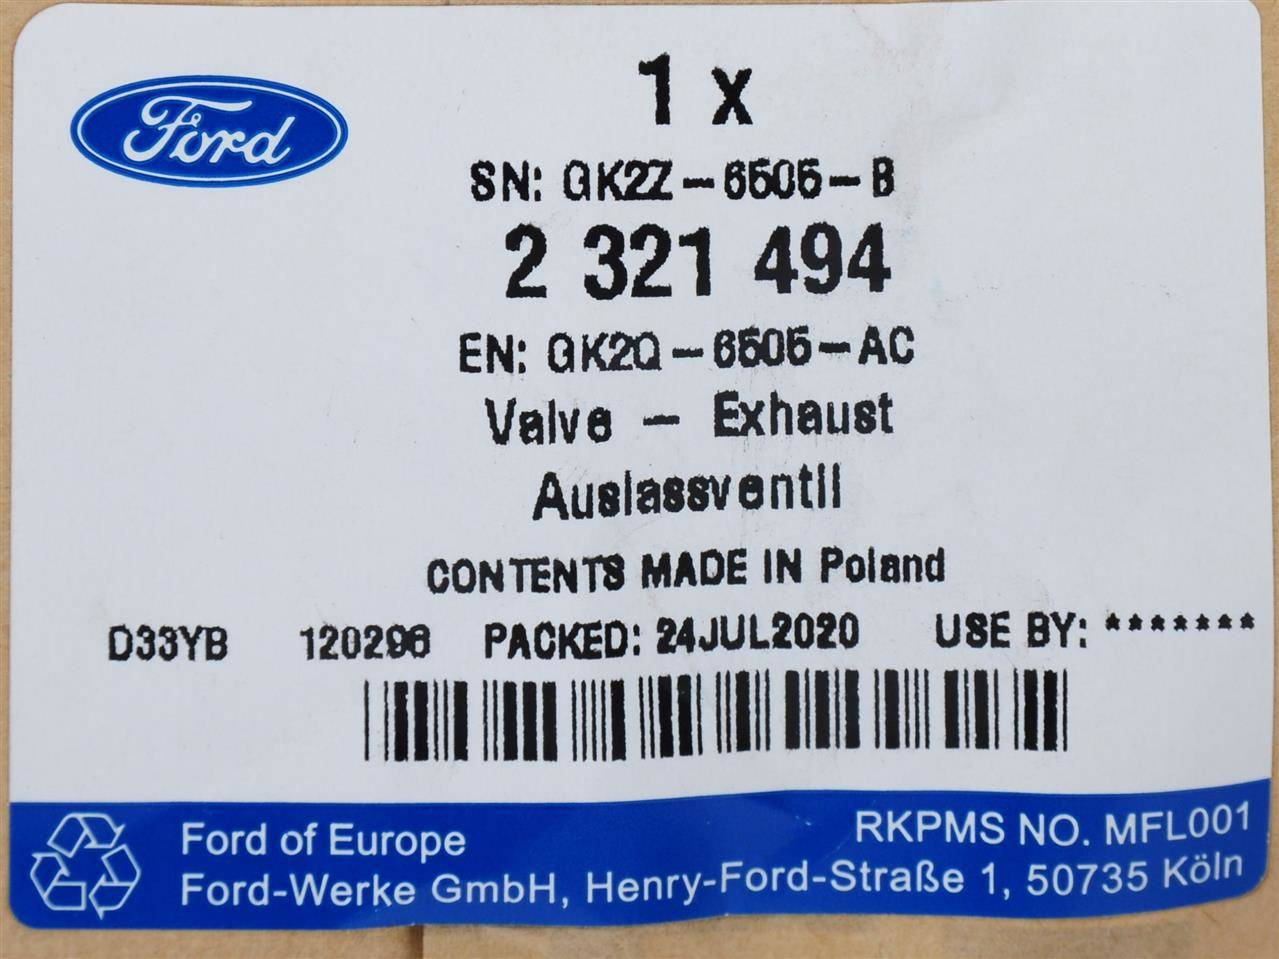 Ford
1 x
SN: GK2Z-6505-B
2 321 494
EN: GK2Q-6505-AC
Valve - Exhaust
Auslassventil
CONTENTS MADE IN Poland
D33YB 120296 PACKED: 24JUL2020 USE BY: *******
Ford of Europe RKPMS NO. MFL001
Ford-Werke GmbH, Henry-Ford-Straße 1, 50735 Köln